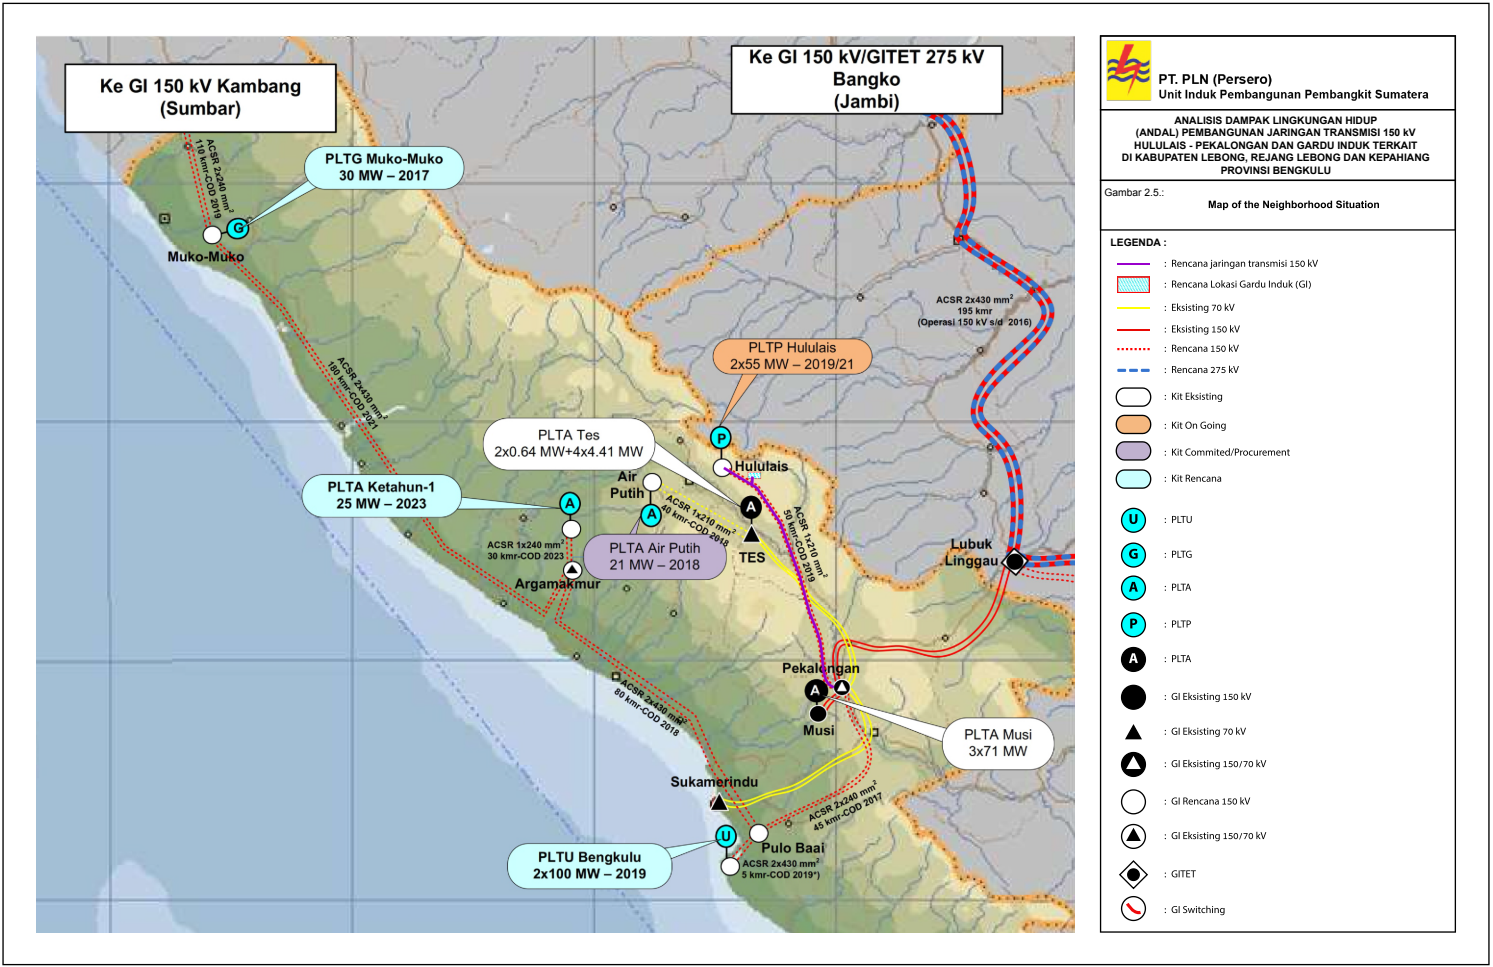 Ke GI 150 kV Kambang
(Sumbar)
Ke GI 150 kV/GITET 275 kV
Bangko
(Jambi)
ACSR 2x240 mm²
110 kmr-COD 2019
PLTG Muko-Muko
30 MW – 2017
G
Muko-Muko
ACSR 2x430 mm²
195 kmr
(Operasi 150 kV s/d 2016)
ACSR 2x430 mm²
180 kmr-COD 2021
PLTP Hululais
2x55 MW – 2019/21
PLTA Tes
2x0.64 MW+4x4.41 MW
P
Hululais
Air
Putih
PLTA Ketahun-1
25 MW – 2023
A
A
A
ACSR 1x210 mm²
40 kmr-COD 2018
ACSR 1x210 mm²
50 kmr-COD 2019
ACSR 1x240 mm²
30 kmr-COD 2023
PLTA Air Putih
21 MW – 2018
TES
Lubuk
Linggau
Argamakmur
Pekalongan
A
Musi
ACSR 2x430 mm²
80 kmr-COD 2018
PLTA Musi
3x71 MW
Sukamerindu
ACSR 2x240 mm²
45 kmr-COD 2017
U
Pulo Baai
PLTU Bengkulu
2x100 MW – 2019
ACSR 2x430 mm²
5 kmr-COD 2019*)
PT. PLN (Persero)
Unit Induk Pembangunan Pembangkit Sumatera
ANALISIS DAMPAK LINGKUNGAN HIDUP
(ANDAL) PEMBANGUNAN JARINGAN TRANSMISI 150 kV
HULULAIS - PEKALONGAN DAN GARDU INDUK TERKAIT
DI KABUPATEN LEBONG, REJANG LEBONG DAN KEPAHIANG
PROVINSI BENGKULU
Gambar 2.5.:
Map of the Neighborhood Situation
LEGENDA :
: Rencana jaringan transmisi 150 kV
: Rencana Lokasi Gardu Induk (GI)
: Eksisting 70 kV
: Eksisting 150 kV
: Rencana 150 kV
: Rencana 275 kV
: Kit Eksisting
: Kit On Going
: Kit Commited/Procurement
: Kit Rencana
U : PLTU
G : PLTG
A : PLTA
P : PLTP
A : PLTA
: GI Eksisting 150 kV
: GI Eksisting 70 kV
: GI Eksisting 150/70 kV
: GI Rencana 150 kV
: GI Eksisting 150/70 kV
: GITET
: GI Switching